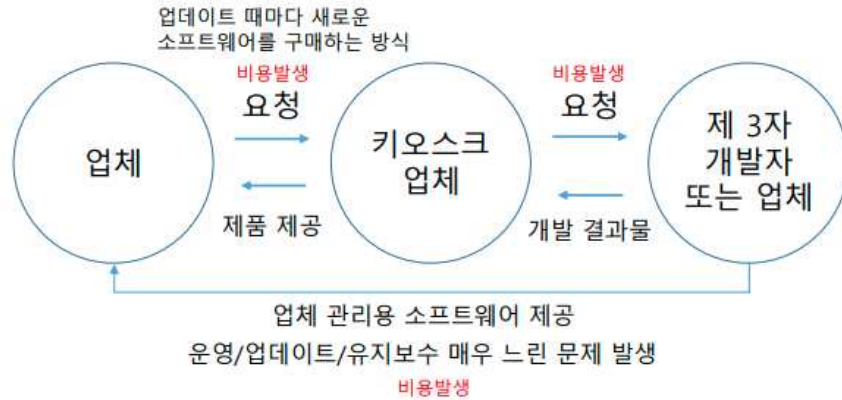 업데이트 때마다 새로운
소프트웨어를 구매하는 방식
비용발생
요청
비용발생
요청
업체
키오스크
업체
제 3자
개발자
또는 업체
제품 제공
개발 결과물
업체 관리용 소프트웨어 제공
운영/업데이트/유지보수 매우 느린 문제 발생
비용발생